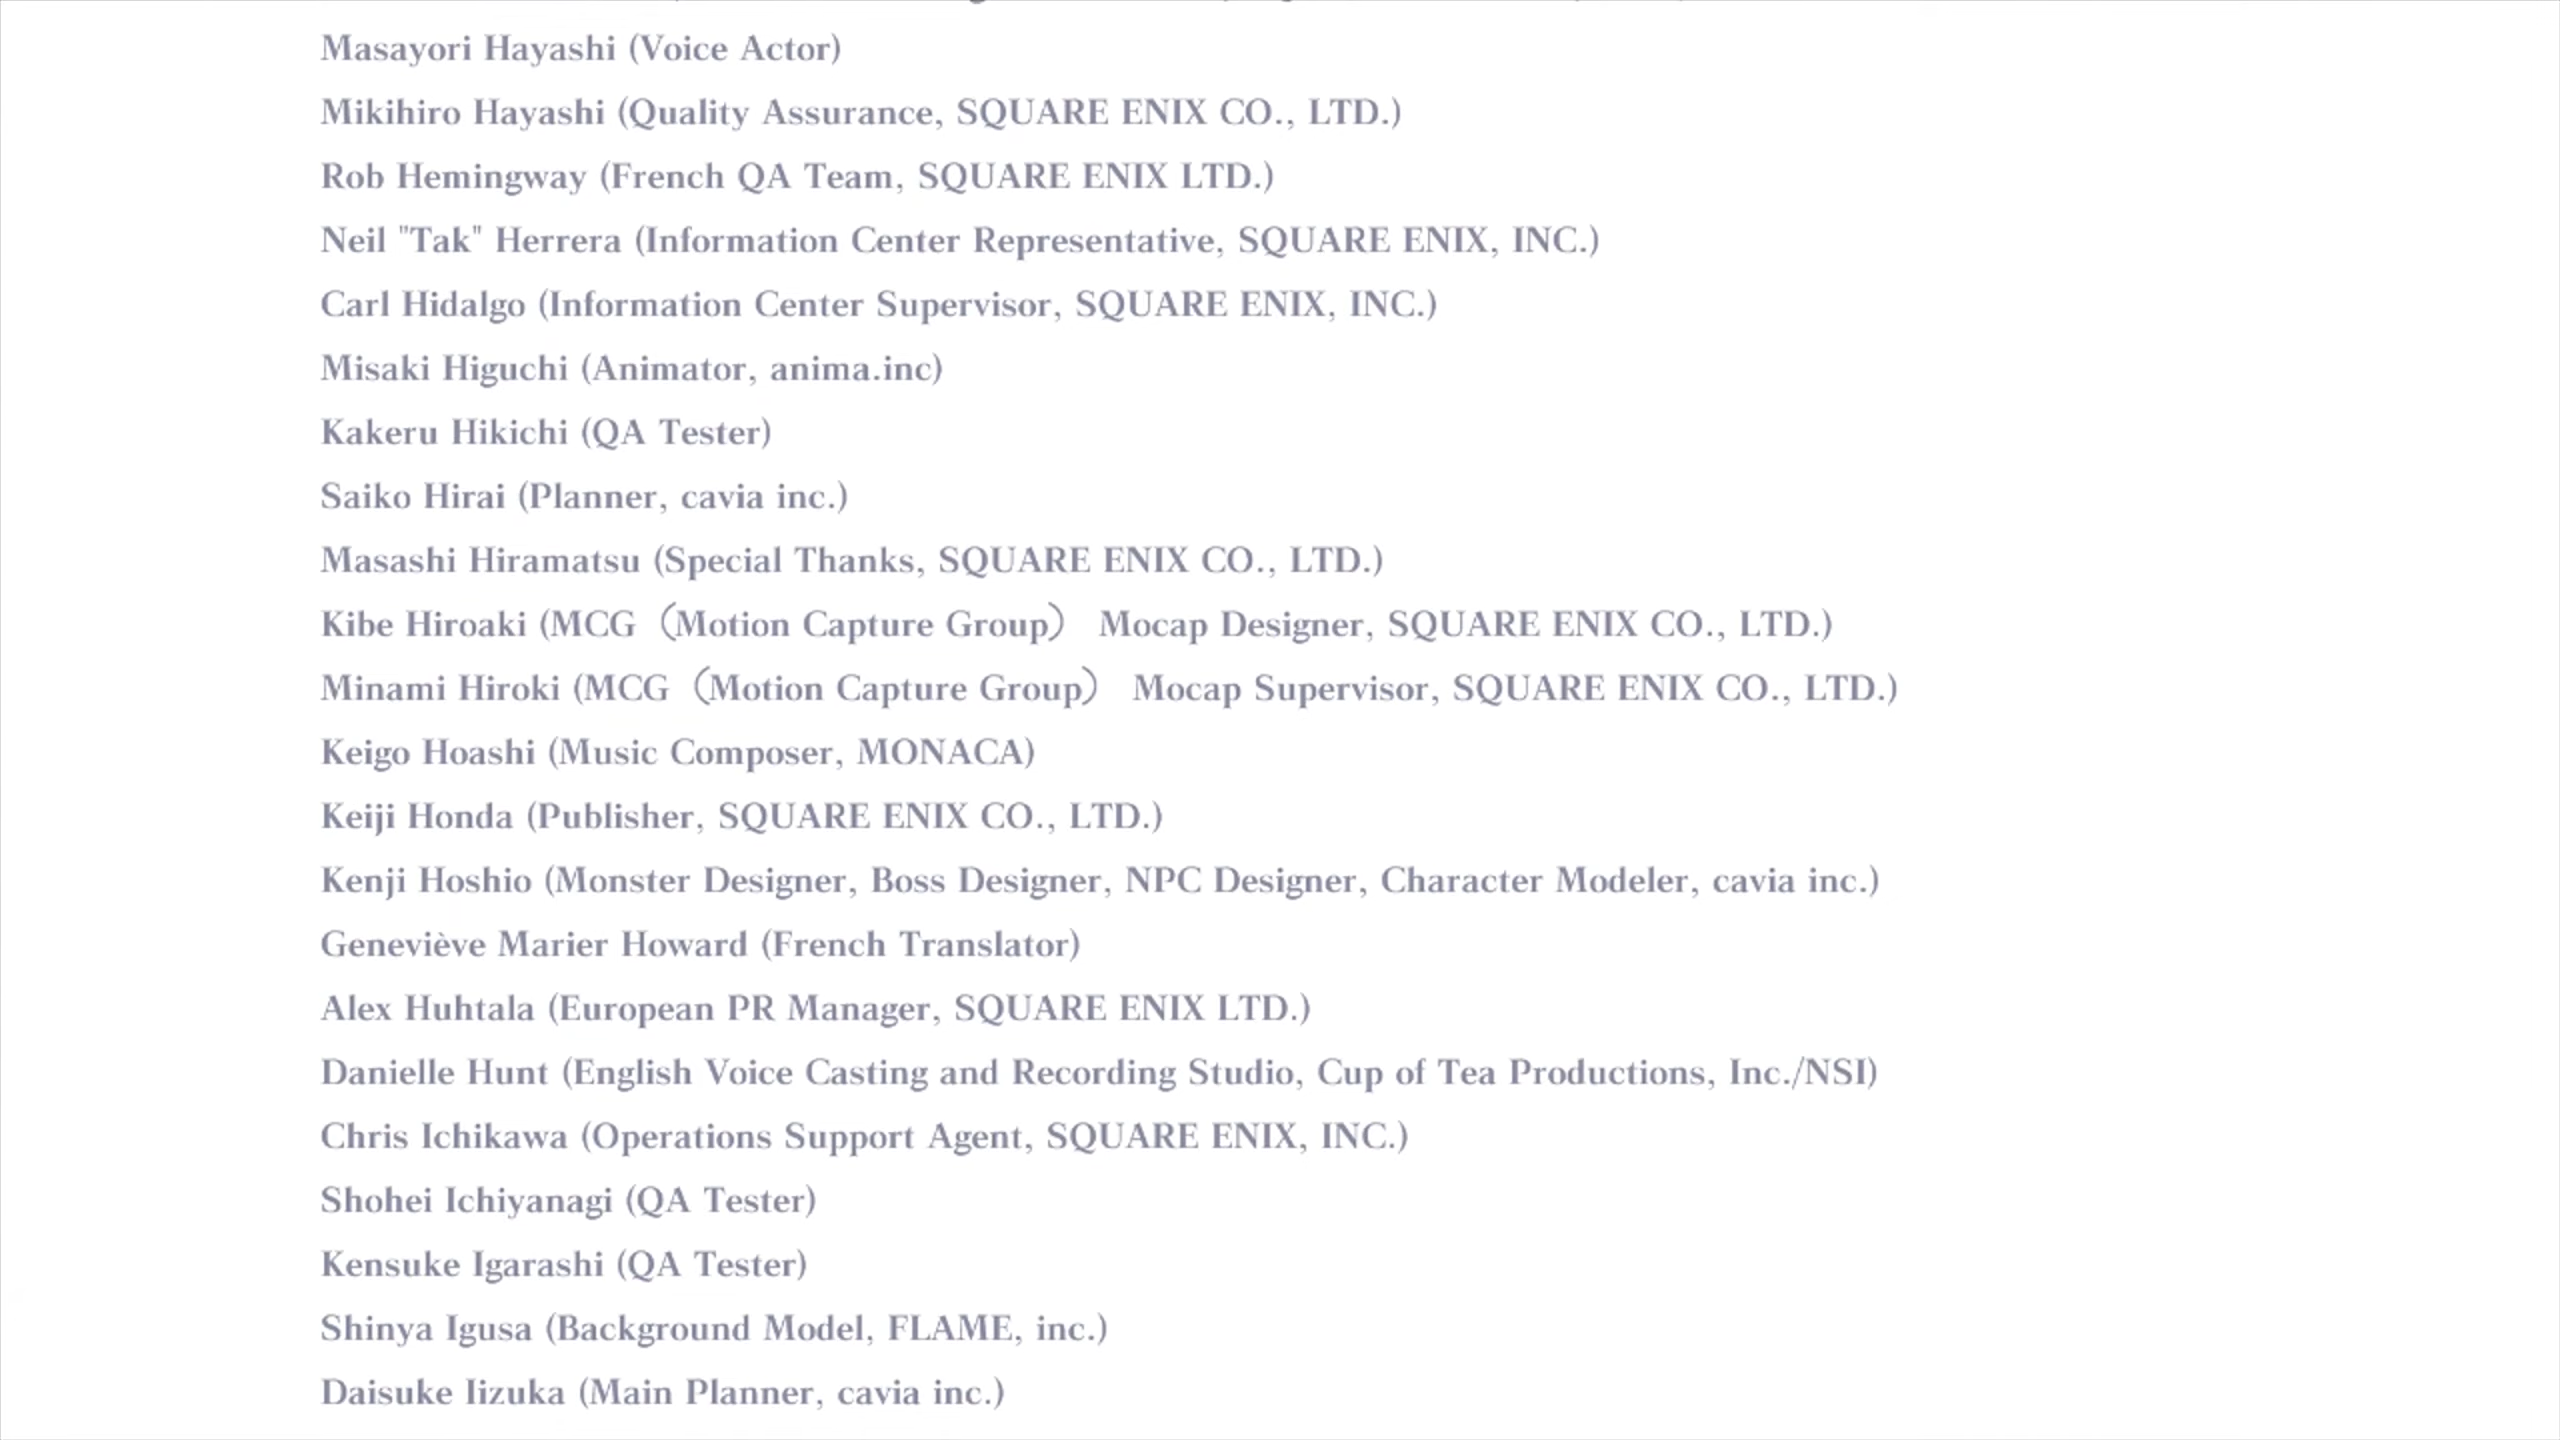 Masayori Hayashi (Voice Actor)
Mikihiro Hayashi (Quality Assurance, SQUARE ENIX CO., LTD.)
Rob Hemingway (French QA Team, SQUARE ENIX LTD.)
Neil "Tak" Herrera (Information Center Representative, SQUARE ENIX, INC.)
Carl Hidalgo (Information Center Supervisor, SQUARE ENIX, INC.)
Misaki Higuchi (Animator, anima.inc)
Kakeru Hikichi (QA Tester)
Saiko Hirai (Planner, cavia inc.)
Masashi Hiramatsu (Special Thanks, SQUARE ENIX CO., LTD.)
Kibe Hiroaki (MCG（Motion Capture Group） Mocap Designer, SQUARE ENIX CO., LTD.)
Minami Hiroki (MCG（Motion Capture Group） Mocap Supervisor, SQUARE ENIX CO., LTD.)
Keigo Hoashi (Music Composer, MONACA)
Keiji Honda (Publisher, SQUARE ENIX CO., LTD.)
Kenji Hoshio (Monster Designer, Boss Designer, NPC Designer, Character Modeler, cavia inc.)
Geneviève Marier Howard (French Translator)
Alex Huhtala (European PR Manager, SQUARE ENIX LTD.)
Danielle Hunt (English Voice Casting and Recording Studio, Cup of Tea Productions, Inc./NSI)
Chris Ichikawa (Operations Support Agent, SQUARE ENIX, INC.)
Shohei Ichiyanagi (QA Tester)
Kensuke Igarashi (QA Tester)
Shinya Igusa (Background Model, FLAME, inc.)
Daisuke Iizuka (Main Planner, cavia inc.)